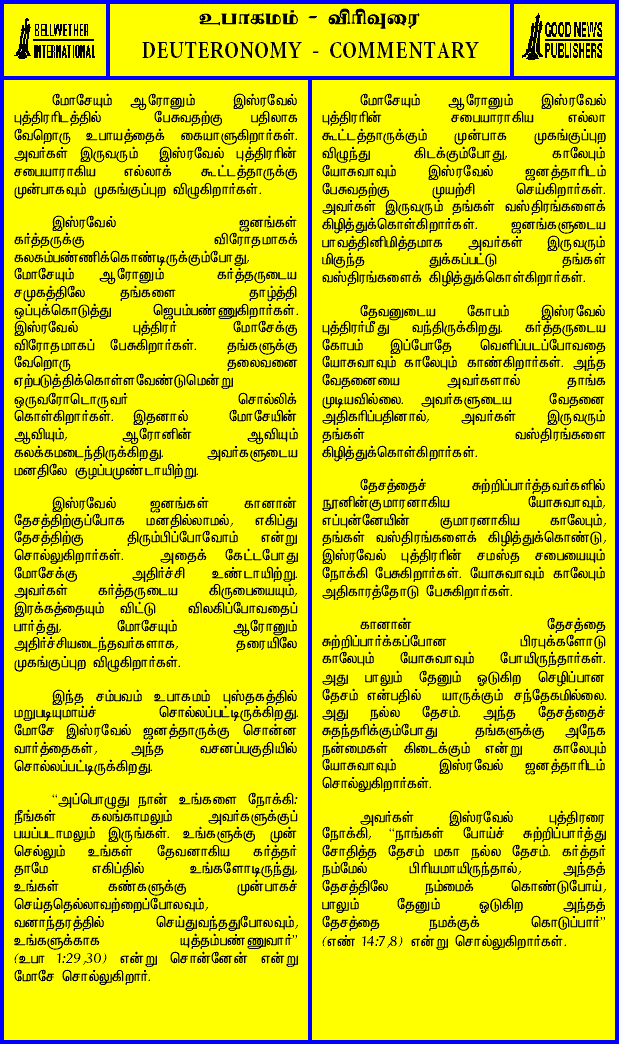 உபாகமம் - விரிவுரை
BELLWETHER
INTERNATIONAL
DEUTERONOMY - COMMENTARY
GOOD NEWS
PUBLISHERS
மோசேயும் ஆரோனும் இஸ்ரவேல்
புத்திரரிடத்தில் பேசுவதற்கு பதிலாக
வேறொரு உபாயத்தைக் கையாளுகிறார்கள்.
அவர்கள் இருவரும் இஸ்ரவேல் புத்திரரின்
சபையாராகிய எல்லாக் கூட்டத்தாருக்கு
முன்பாகவும் முகங்குப்புற விழுகிறார்கள்.
இஸ்ரவேல் ஜனங்கள்
கர்த்தருக்கு விரோதமாகக்
கலகம்பண்ணிக்கொண்டிருக்கும்போது,
மோசேயும் ஆரோனும் கர்த்தருடைய
சமுகத்திலே தங்களை தாழ்த்தி
ஒப்புக்கொடுத்து ஜெபம்பண்ணுகிறார்கள்.
இஸ்ரவேல் புத்திரர் மோசேக்கு
விரோதமாகப் பேசுகிறார்கள். தங்களுக்கு
வேறொரு தலைவனை
ஏற்படுத்திக்கொள்ளவேண்டுமென்று
ஒருவரோடொருவர் சொல்லிக்
கொள்கிறார்கள். இதனால் மோசேயின்
ஆவியும், ஆரோனின் ஆவியும்
கலக்கமடைந்திருக்கிறது. அவர்களுடைய
மனதிலே குழப்பமுண்டாயிற்று.
இஸ்ரவேல் ஜனங்கள் கானான்
தேசத்திற்குப்போக மனதில்லாமல், எகிப்து
தேசத்திற்கு திரும்பிப்போவோம் என்று
சொல்லுகிறார்கள். அதைக் கேட்டபோது
மோசேக்கு அதிர்ச்சி உண்டாயிற்று.
அவர்கள் கர்த்தருடைய கிருபையையும்,
இரக்கத்தையும் விட்டு விலகிப்போவதைப்
பார்த்து, மோசேயும் ஆரோனும்
அதிர்ச்சியடைந்தவர்களாக, தரையிலே
முகங்குப்புற விழுகிறார்கள்.
இந்த சம்பவம் உபாகமம் புஸ்தகத்தில்
மறுபடியுமாய்ச் சொல்லப்பட்டிருக்கிறது.
மோசே இஸ்ரவேல் ஜனத்தாருக்கு சொன்ன
வார்த்தைகள், அந்த வசனப்பகுதியில்
சொல்லப்பட்டிருக்கிறது.
“அப்பொழுது நான் உங்களை நோக்கி:
நீங்கள் கலங்காமலும் அவர்களுக்குப்
பயப்படாமலும் இருங்கள். உங்களுக்கு முன்
செல்லும் உங்கள் தேவனாகிய கர்த்தர்
தாமே எகிப்தில் உங்களோடிருந்து,
உங்கள் கண்களுக்கு முன்பாகச்
செய்ததெல்லாவற்றைப்போலவும்,
வனாந்தரத்தில் செய்துவந்ததுபோலவும்,
உங்களுக்காக யுத்தம்பண்ணுவார்”
(உபா 1:29,30) என்று சொன்னேன் என்று
மோசே சொல்லுகிறார்.
மோசேயும் ஆரோனும் இஸ்ரவேல்
புத்திரரின் சபையாராகிய எல்லா
கூட்டத்தாருக்கும் முன்பாக முகங்குப்புற
விழுந்து கிடக்கும்போது, காலேபும்
யோசுவாவும் இஸ்ரவேல் ஜனத்தாரிடம்
பேசுவதற்கு முயற்சி செய்கிறார்கள்.
அவர்கள் இருவரும் தங்கள் வஸ்திரங்களைக்
கிழித்துக்கொள்கிறார்கள். ஜனங்களுடைய
பாவத்தினிமித்தமாக அவர்கள் இருவரும்
மிகுந்த துக்கப்பட்டு தங்கள்
வஸ்திரங்களைக் கிழித்துக்கொள்கிறார்கள்.
தேவனுடைய கோபம் இஸ்ரவேல்
புத்திரர்மீது வந்திருக்கிறது. கர்த்தருடைய
கோபம் இப்போதே வெளிப்படப்போவதை
யோசுவாவும் காலேபும் காண்கிறார்கள். அந்த
வேதனையை அவர்களால் தாங்க
முடியவில்லை. அவர்களுடைய வேதனை
அதிகரிப்பதினால், அவர்கள் இருவரும்
தங்கள் வஸ்திரங்களை
கிழித்துக்கொள்கிறார்கள்.
தேசத்தைச் சுற்றிப்பார்த்தவர்களில்
நூனின்குமாரனாகிய யோசுவாவும்,
எப்புன்னேயின் குமாரனாகிய காலேபும்,
தங்கள் வஸ்திரங்களைக் கிழித்துக்கொண்டு,
இஸ்ரவேல் புத்திரரின் சமஸ்த சபையையும்
நோக்கி பேசுகிறார்கள். யோசுவாவும் காலேபும்
அதிகாரத்தோடு பேசுகிறார்கள்.
கானான் தேசத்தை
சுற்றிப்பார்க்கப்போன பிரபுக்களோடு
காலேபும் யோசுவாவும் போயிருந்தார்கள்.
அது பாலும் தேனும் ஓடுகிற செழிப்பான
தேசம் என்பதில் யாருக்கும் சந்தேகமில்லை.
அது நல்ல தேசம். அந்த தேசத்தைச்
சுதந்தரிக்கும்போது தங்களுக்கு அநேக
நன்மைகள் கிடைக்கும் என்று காலேபும்
யோசுவாவும் இஸ்ரவேல் ஜனத்தாரிடம்
சொல்லுகிறார்கள்.
அவர்கள் இஸ்ரவேல் புத்திரரை
நோக்கி, “நாங்கள் போய்ச் சுற்றிப்பார்த்து
சோதித்த தேசம் மகா நல்ல தேசம். கர்த்தர்
நம்மேல் பிரியமாயிருந்தால், அந்தத்
தேசத்திலே நம்மைக் கொண்டுபோய்,
பாலும் தேனும் ஓடுகிற அந்தத்
தேசத்தை நமக்குக் கொடுப்பார்”
(எண் 14:7,8) என்று சொல்லுகிறார்கள்.